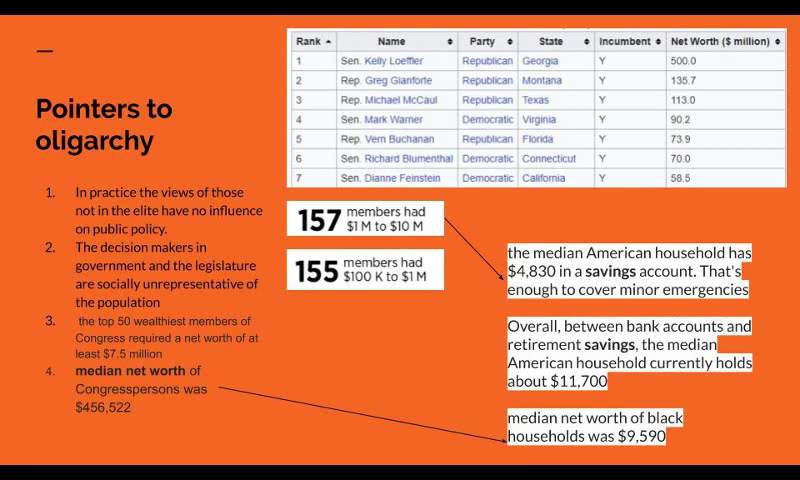 Pointers to
oligarchy
1. In practice the views of those
not in the elite have no influence
on public policy.
2. The decision makers in
government and the legislature
are socially unrepresentative of
the population
3. the top 50 wealthiest members of
Congress required a net worth of at
least $7.5 million
4. median net worth of
Congresspersons was
$456,522
Rank Name Party State Incumbent Net Worth ($ million)
1 Sen. Kelly Loeffler Republican Georgia Y 500.0
2 Rep. Greg Gianforte Republican Montana Y 135.7
3 Rep. Michael McCaul Republican Texas Y 113.0
4 Sen. Mark Warner Democratic Virginia Y 90.2
5 Rep. Vern Buchanan Republican Florida Y 73.9
6 Sen. Richard Blumenthal Democratic Connecticut Y 70.0
7 Sen. Dianne Feinstein Democratic California Y 58.5
157 members had
$1 M to $10 M
155 members had
$100 K to $1 M
the median American household has
$4,830 in a savings account. That's
enough to cover minor emergencies
Overall, between bank accounts and
retirement savings, the median
American household currently holds
about $11,700
median net worth of black
households was $9,590